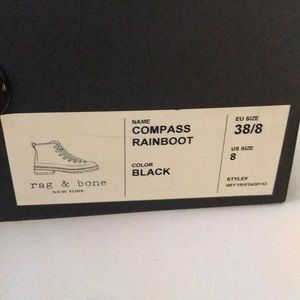 rag & bone
NEW YORK
NAME
COMPASS
RAINBOOT
COLOR
BLACK
EU SIZE
38/8
US SIZE
8
STYLE#